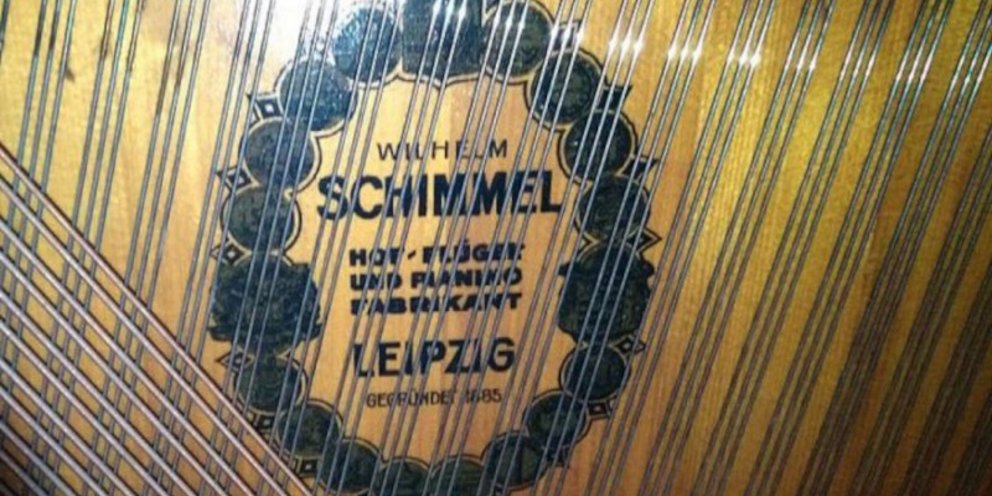 WILHELM
SCHIMMEL
HOF-FLÜGEL
UND PIANINO
FABRIKANT
LEIPZIG
GEGRÜNDET 1885